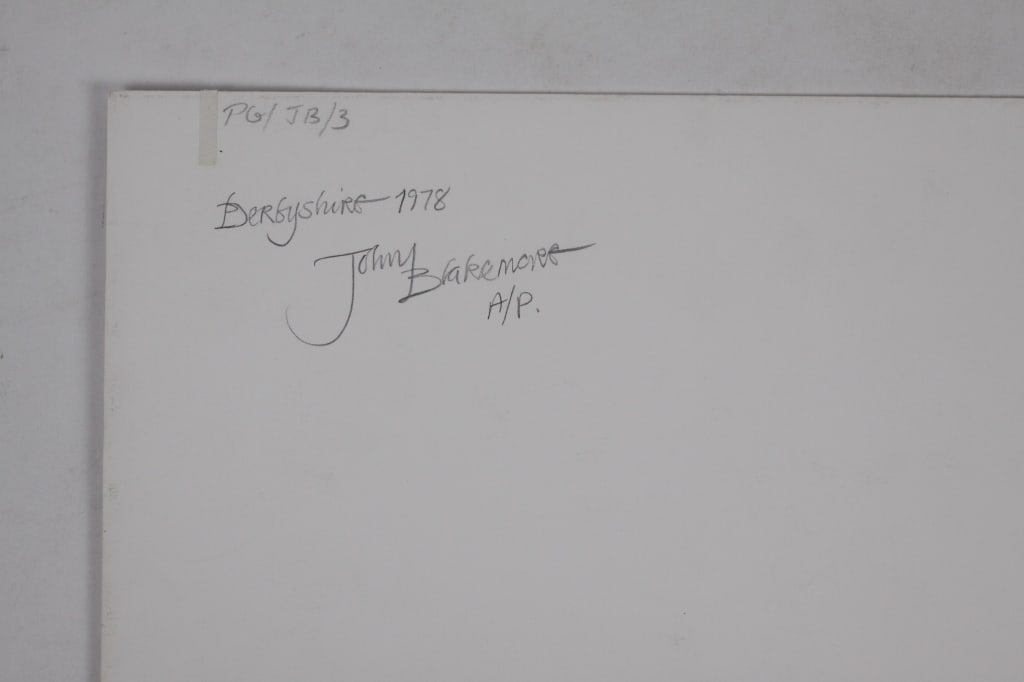 PG/ JB/3
Derbyshire 1978
John Blakemore
A/P.